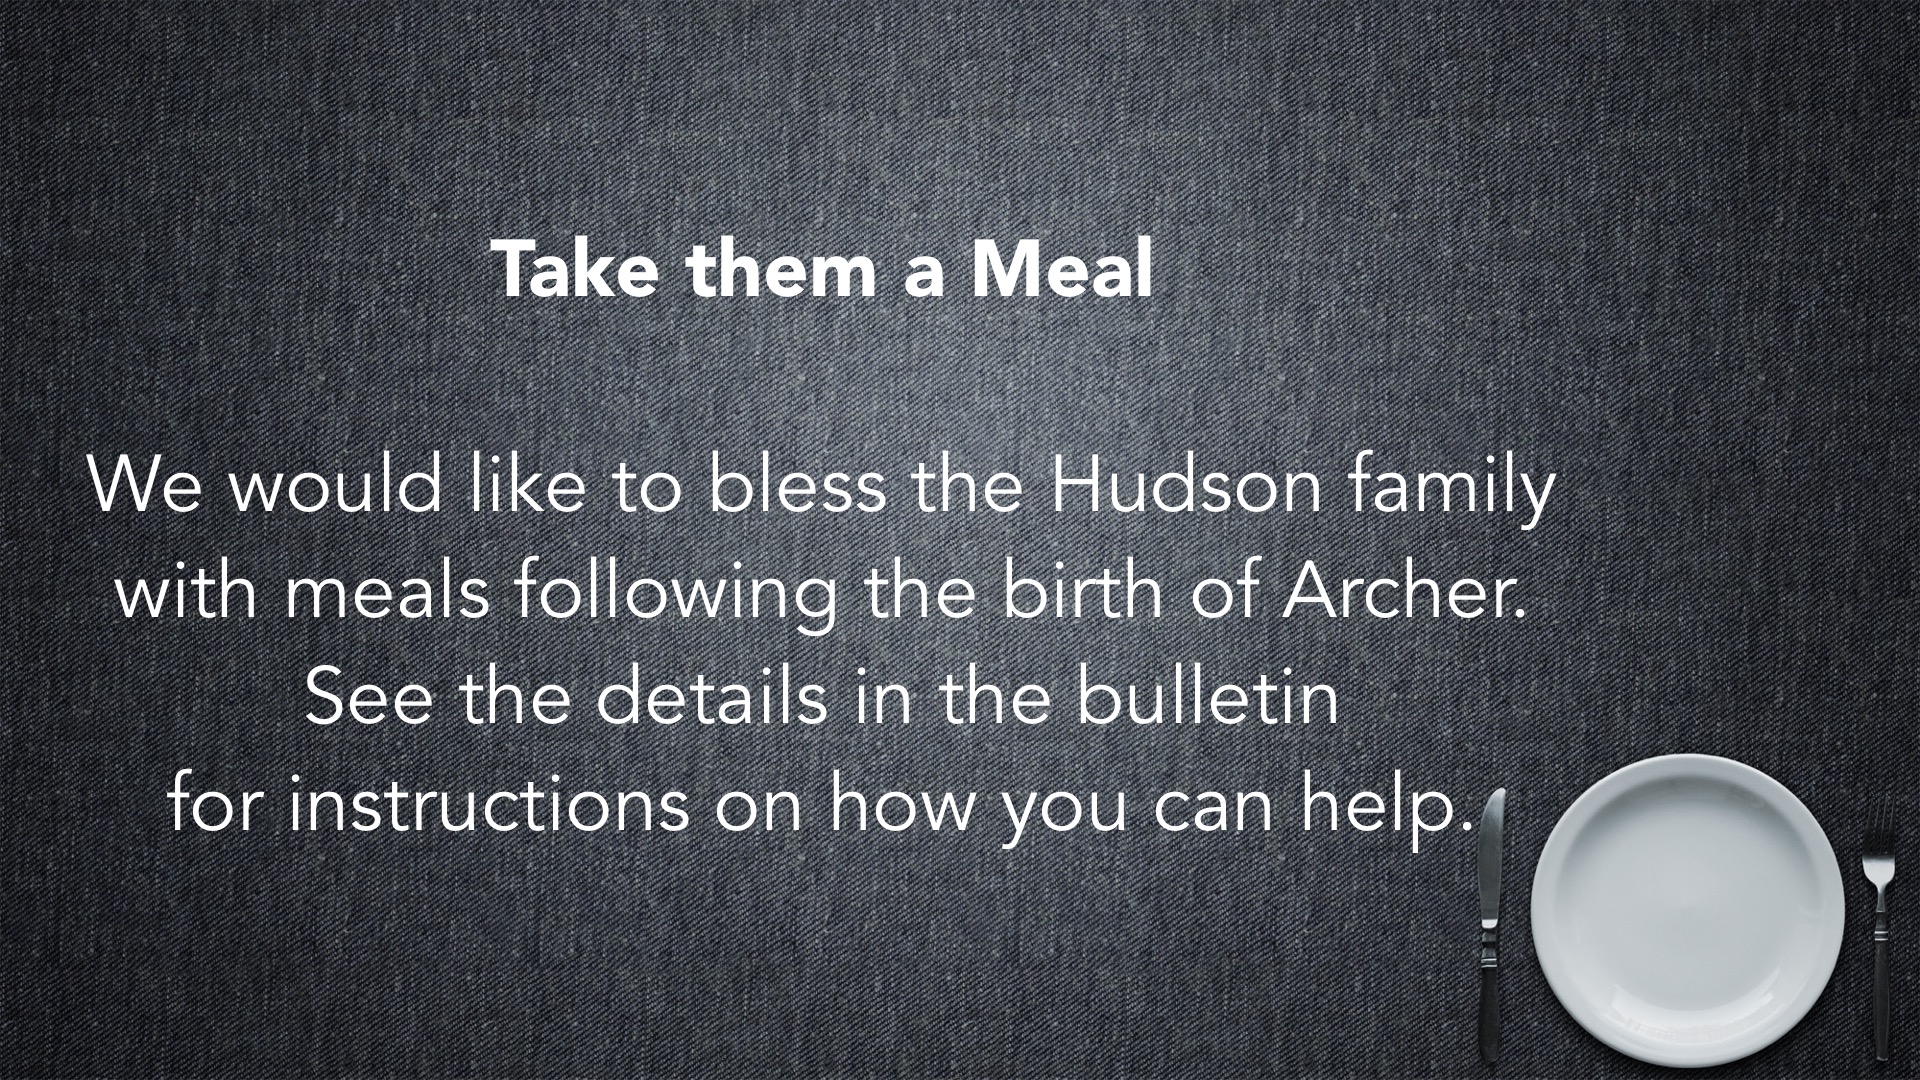 Take them a Meal
We would like to bless the Hudson family
with meals following the birth of Archer.
See the details in the bulletin
for instructions on how you can help.